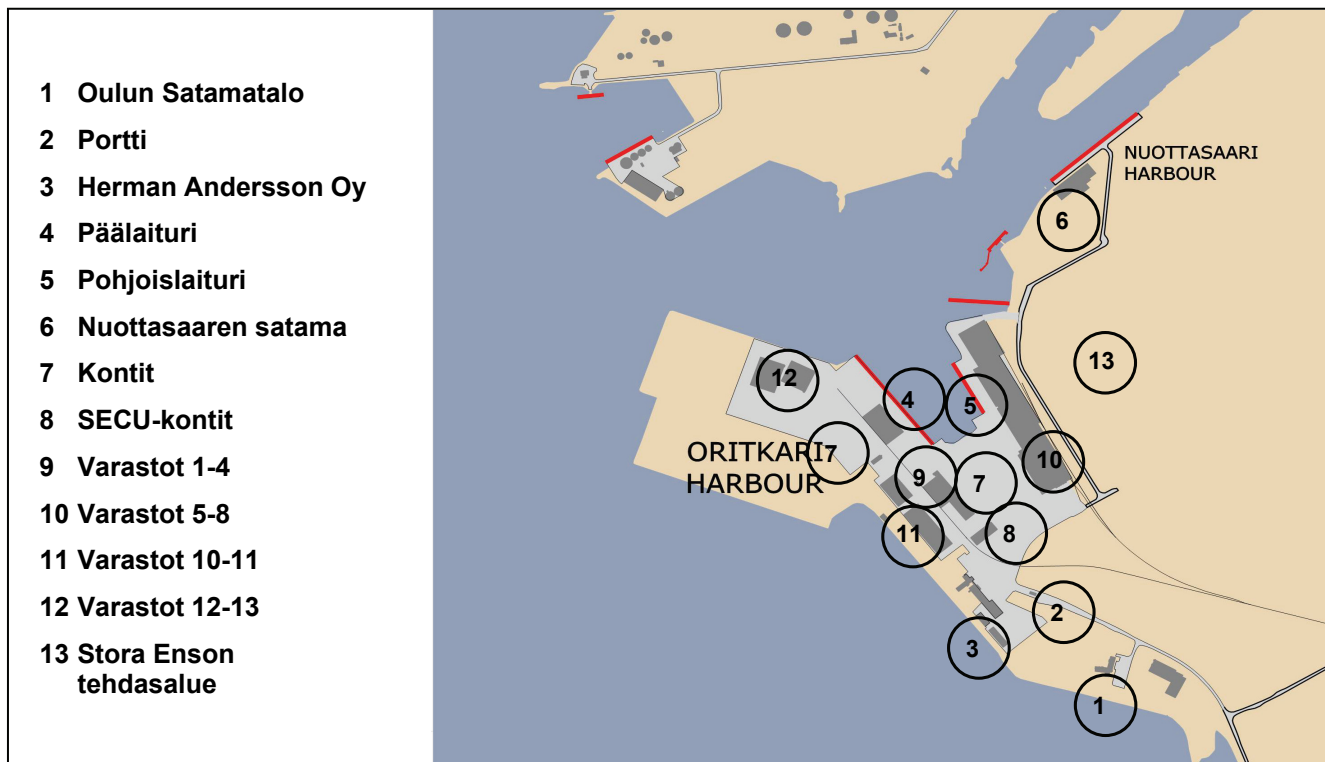 1 Oulun Satamatalo
2 Portti
3 Herman Andersson Oy
4 Päälaituri
5 Pohjoislaituri
6 Nuottasaaren satama
7 Kontit
8 SECU-kontit
9 Varastot 1-4
10 Varastot 5-8
11 Varastot 10-11
12 Varastot 12-13
13 Stora Enson
tehdasalue
NUOTTASAARI
HARBOUR
6
13
12
4
5
ORITKARI
HARBOUR
7
9
7
10
11
8
2
3
1